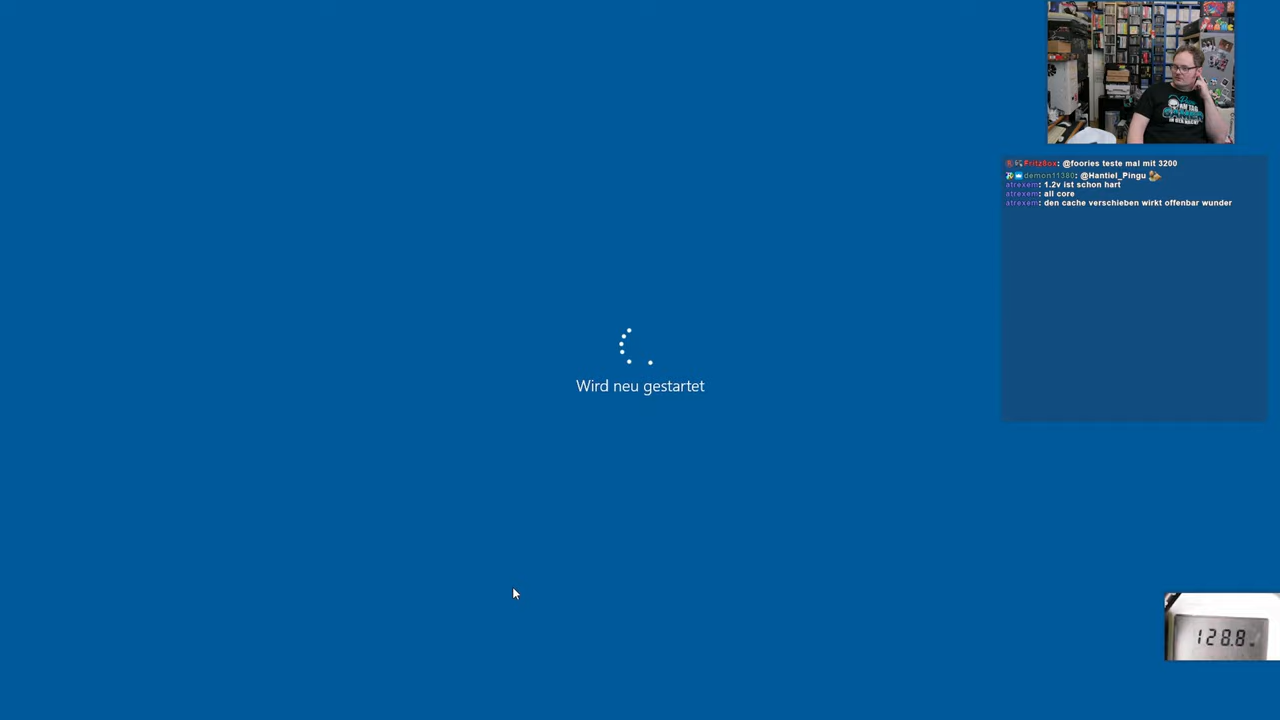 FritzBox: @foories teste mal mit 3200
demon11380: @Hantiel_Pingu
atrexem: 1.2v ist schon hart
atrexem: all core
atrexem: den cache verschieben wirkt offenbar wunder
Wird neu gestartet
128.8